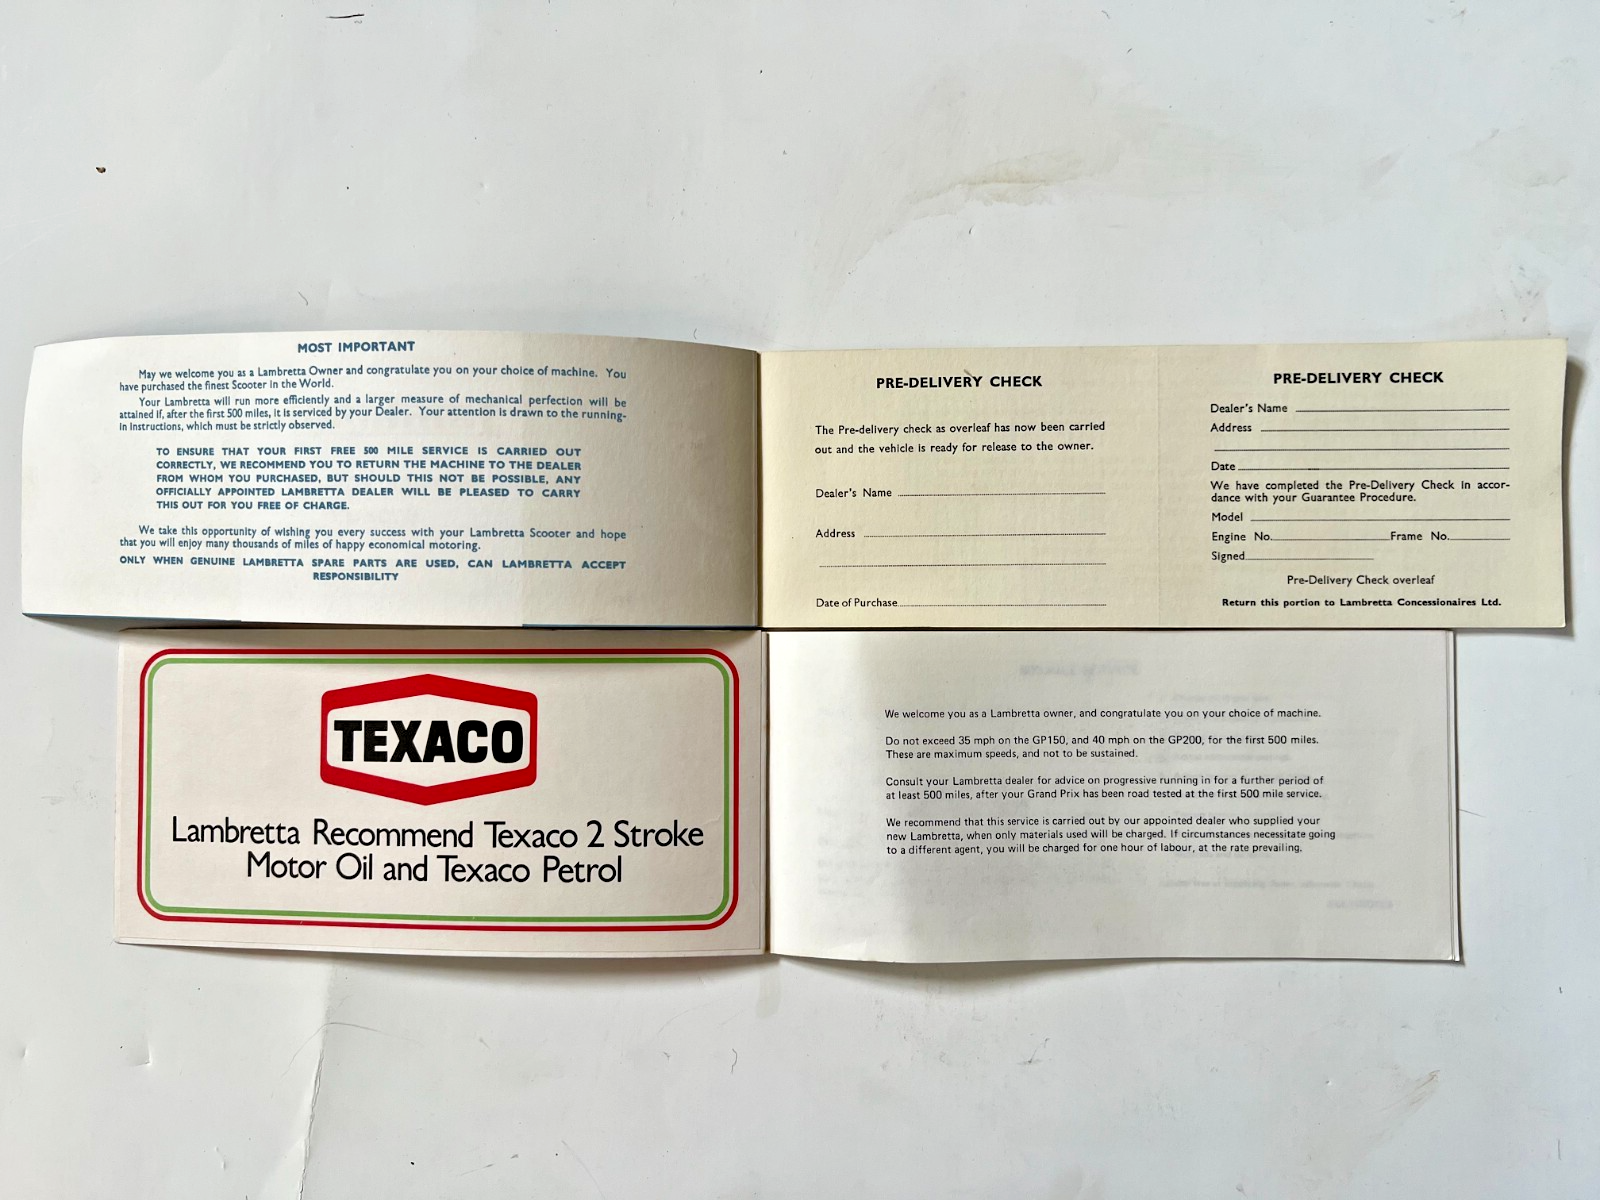 MOST IMPORTANT
May we welcome you as a Lambretta Owner and congratulate you on your choice of machine. You
have purchased the finest Scooter in the World.
Your Lambretta will run more efficiently and a larger measure of mechanical perfection will be
attained if, after the first 500 miles, it is serviced by your Dealer. Your attention is drawn to the running-
in instructions, which must be strictly observed.
TO ENSURE THAT YOUR FIRST FREE 500 MILE SERVICE IS CARRIED OUT
CORRECTLY, WE RECOMMEND YOU TO RETURN THE MACHINE TO THE DEALER
FROM WHOM YOU PURCHASED, BUT SHOULD THIS NOT BE POSSIBLE, ANY
OFFICIALLY APPOINTED LAMBRETTA DEALER WILL BE PLEASED TO CARRY
THIS OUT FOR YOU FREE OF CHARGE.
We take this opportunity of wishing you every success with your Lambretta Scooter and hope
that you will enjoy many thousands of miles of happy economical motoring.
ONLY WHEN GENUINE LAMBRETTA SPARE PARTS ARE USED, CAN LAMBRETTA ACCEPT
RESPONSIBILITY
PRE-DELIVERY CHECK
The Pre-delivery check as overleaf has now been carried
out and the vehicle is ready for release to the owner.
Dealer's Name
Address
Date of Purchase
PRE-DELIVERY CHECK
Dealer's Name
Address
Date
We have completed the Pre-Delivery Check in accor-
dance with your Guarantee Procedure.
Model
Engine No. Frame No.
Signed
Pre-Delivery Check overleaf
Return this portion to Lambretta Concessionaires Ltd.
TEXACO
Lambretta Recommend Texaco 2 Stroke
Motor Oil and Texaco Petrol
We welcome you as a Lambretta owner, and congratulate you on your choice of machine.
Do not exceed 35 mph on the GP150, and 40 mph on the GP200, for the first 500 miles.
These are maximum speeds, and not to be sustained.
Consult your Lambretta dealer for advice on progressive running in for a further period of
at least 500 miles, after your Grand Prix has been road tested at the first 500 mile service.
We recommend that this service is carried out by our appointed dealer who supplied your
new Lambretta, when only materials used will be charged. If circumstances necessitate going
to a different agent, you will be charged for one hour of labour, at the rate prevailing.